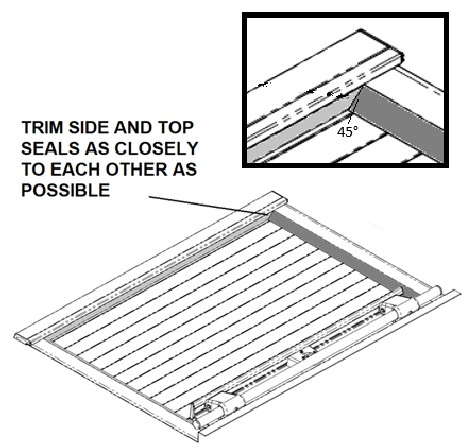 45°
TRIM SIDE AND TOP
SEALS AS CLOSELY
TO EACH OTHER AS
POSSIBLE